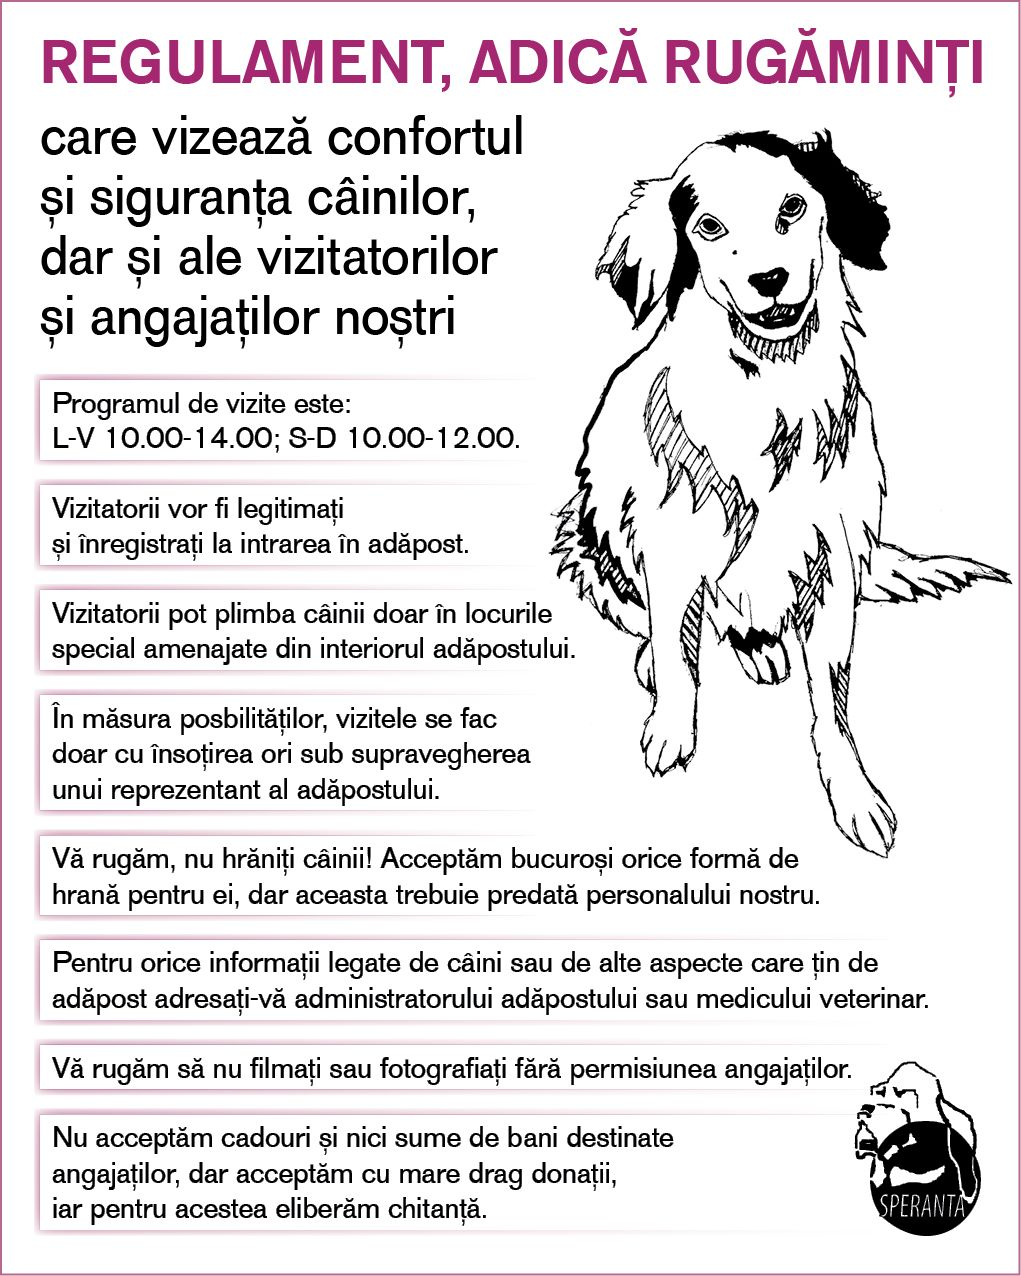 REGULAMENT, ADICĂ RUGĂMINȚI
care vizează confortul
și siguranța câinilor,
dar și ale vizitatorilor
și angajaților noștri
Programul de vizite este:
L-V 10.00-14.00; S-D 10.00-12.00.
Vizitatorii vor fi legitimați
și înregistrați la intrarea în adăpost.
Vizitatorii pot plimba câinii doar în locurile
special amenajate din interiorul adăpostului.
În măsura posbilităților, vizitele se fac
doar cu însoțirea ori sub supravegherea
unui reprezentant al adăpostului.
Vă rugăm, nu hrăniți câinii! Acceptăm bucuroși orice formă de
hrană pentru ei, dar aceasta trebuie predată personalului nostru.
Pentru orice informații legate de câini sau de alte aspecte care țin de
adăpost adresați-vă administratorului adăpostului sau medicului veterinar.
Vă rugăm să nu filmați sau fotografiați fără permisiunea angajaților.
Nu acceptăm cadouri și nici sume de bani destinate
angajaților, dar acceptăm cu mare drag donații,
iar pentru acestea eliberăm chitanță.
SPERANTA